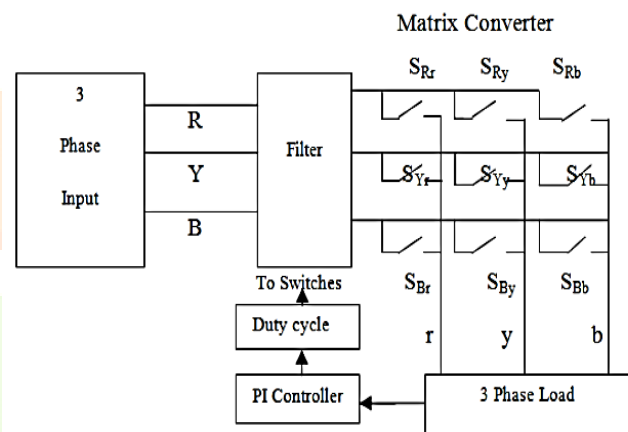 Matrix Converter
S_Rr S_Ry S_Rb
3
Phase
Input
R
Y
B
Filter
S_Yr S_Yy S_Yb
S_Br S_By S_Bb
To Switches
Duty cycle
r y b
PI Controller
3 Phase Load